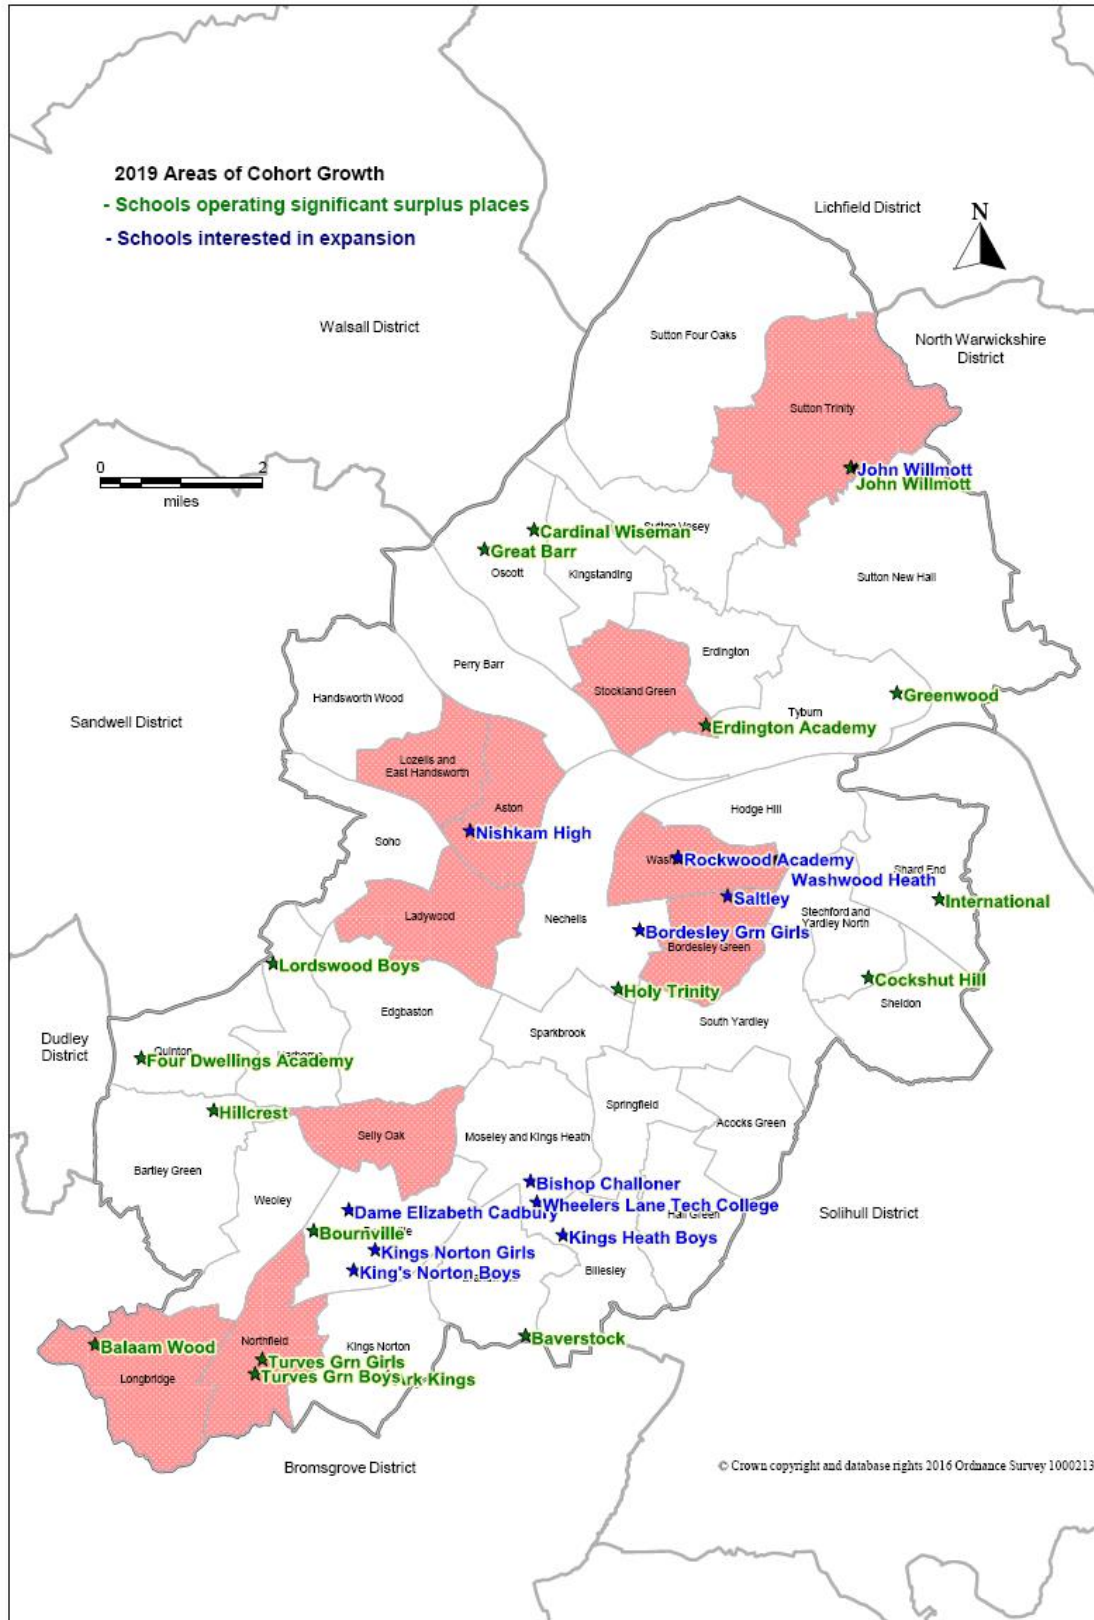 2019 Areas of Cohort Growth
- Schools operating significant surplus places
- Schools interested in expansion
Lichfield District
N
Walsall District
Sutton Four Oaks
North Warwickshire
District
Sutton Trinity
0 2
miles
John Willmott
John Willmott
Cardinal Wiseman
Great Barr
Oscott
Kingstanding
Sutton New Hall
Erdington
Perry Barr
Stockland Green
Handsworth Wood
Greenwood
Tyburn
Sandwell District
Erdington Academy
Lozells and
East Handsworth
Aston
Hodge Hill
Nishkam High
Soho
Rockwood Academy
Shard End
Washwood Heath
Saltley
International
Ladywood
Nechells
Stechford and
Yardley North
Bordesley Grn Girls
Bordesley Green
Lordswood Boys
Cockshut Hill
Holy Trinity
Sheldon
Edgbaston
South Yardley
Sparkbrook
Dudley
District
Quinton
Four Dwellings Academy
Hillcrest
Springfield
Acocks Green
Selly Oak
Moseley and Kings Heath
Bartley Green
Bishop Challoner
Weoley
Wheelers Lane Tech College
Dame Elizabeth Cadbury
Hall Green
Solihull District
Bournville
Kings Heath Boys
Kings Norton Girls
King's Norton Boys
Billesley
Baverstock
Balaam Wood
Northfield
Kings Norton
Turves Grn Girls
Longbridge
Turves Grn Boys
Ark Kings
Bromsgrove District
© Crown copyright and database rights 2016 Ordnance Survey 1000213